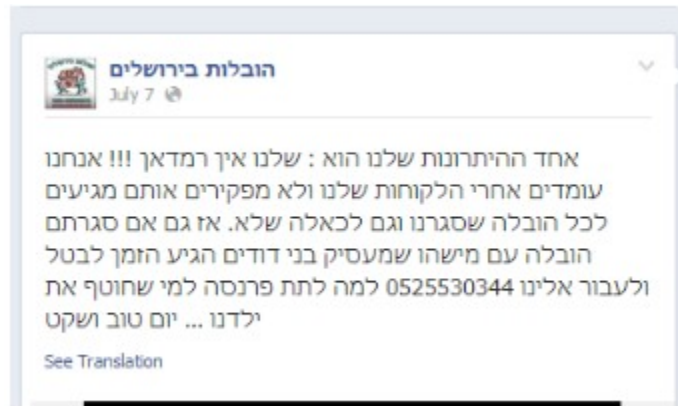 הובלות בירושלים
July 7
אחד ההיתרונות שלנו הוא : שלנו אין רמדאן !!! אנחנו
עומדים אחרי הלקוחות שלנו ולא מפקירים אותם מגיעים
לכל הובלה שסגרנו וגם לכאלה שלא. אז גם אם סגרתם
הובלה עם מישהו שמעסיק בני דודים הגיע הזמן לבטל
ולעבור אלינו 0525530344 למה לתת פרנסה למי שחוטף את
ילדנו ... יום טוב ושקט
See Translation